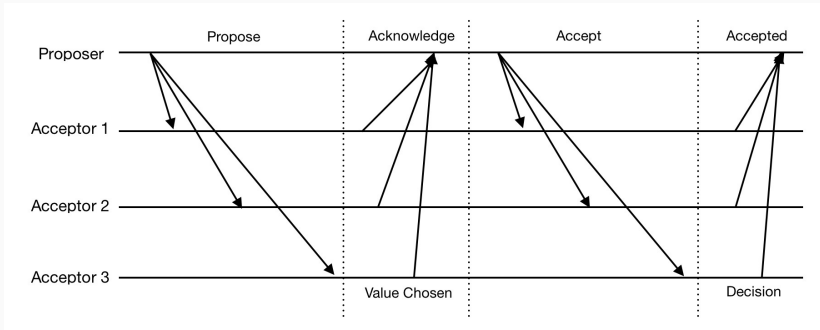 Propose
Acknowledge
Accept
Accepted
Proposer
Acceptor 1
Acceptor 2
Acceptor 3
Value Chosen
Decision